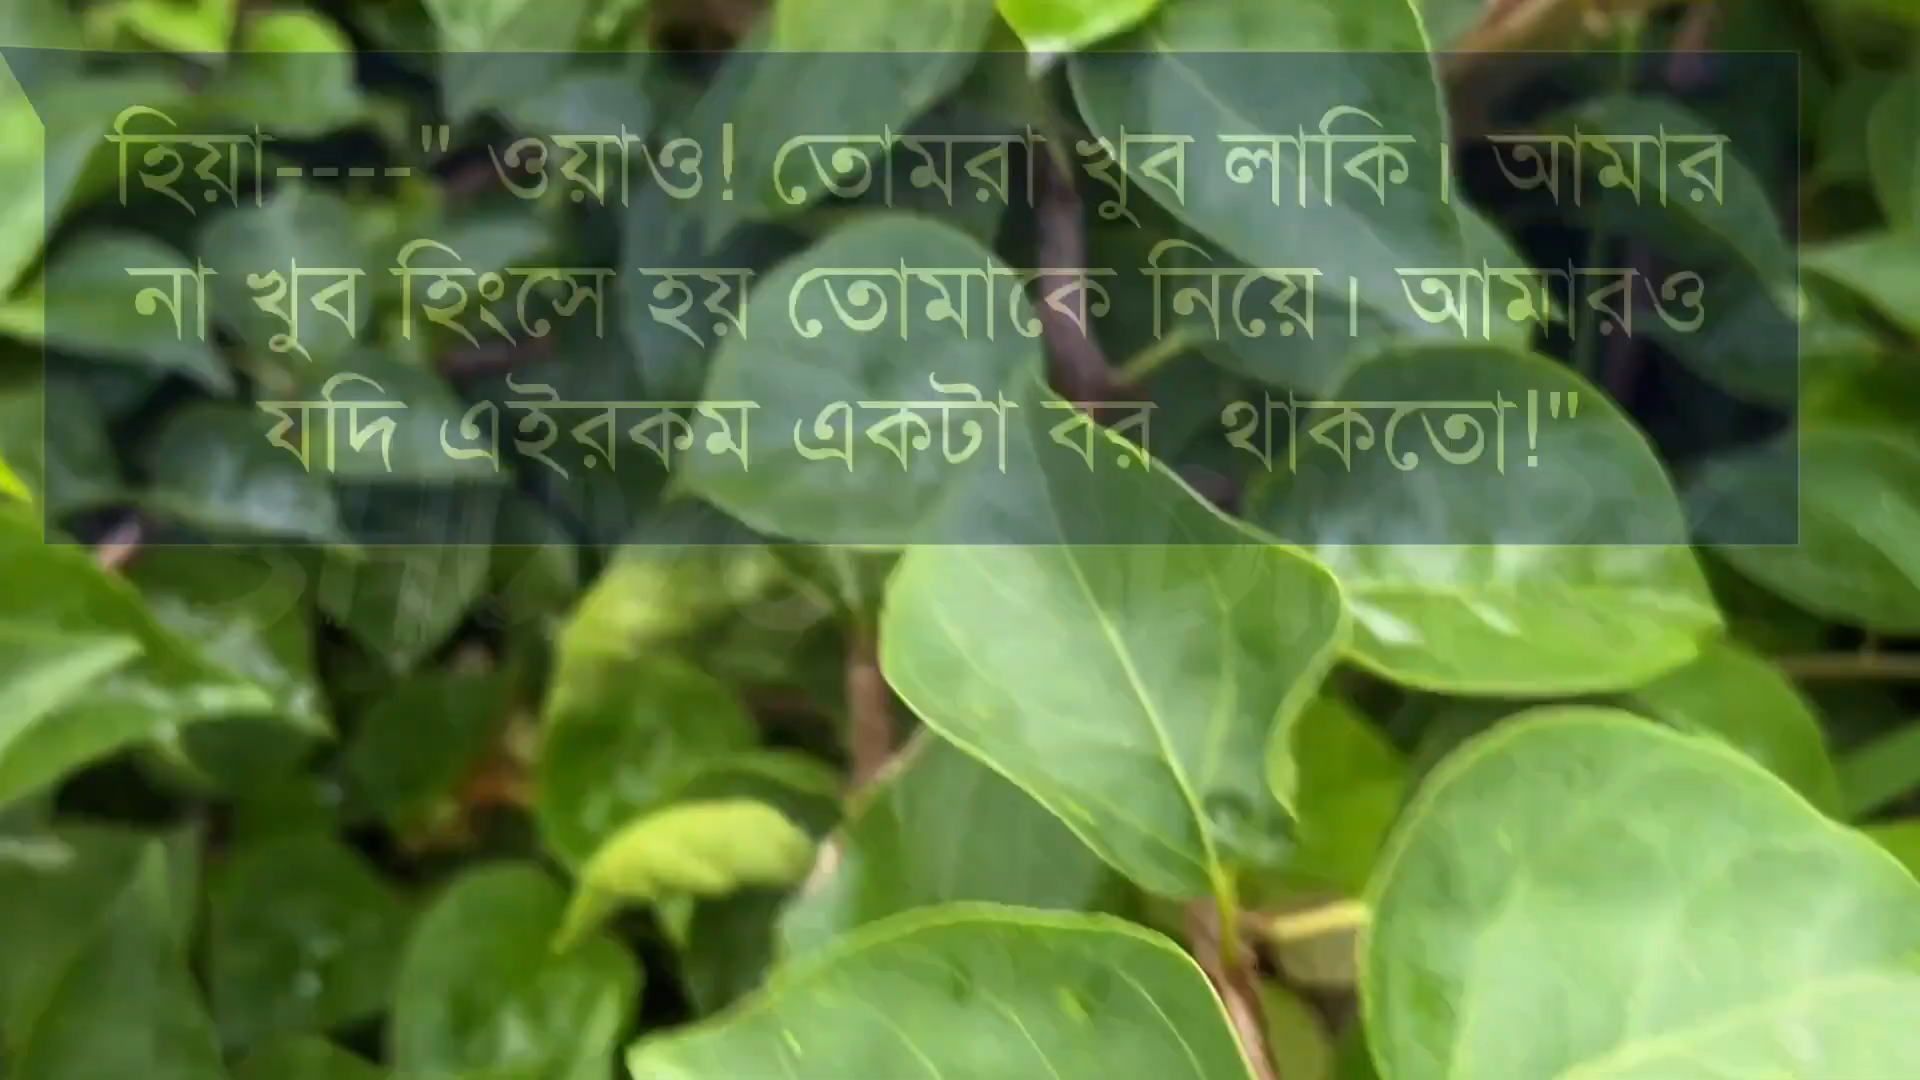 হিয়া----" ওয়াও! তোমরা খুব লাকি। আমার
না খুব হিংসে হয় তোমাকে নিয়ে। আমারও
যদি এইরকম একটা বর থাকতো!"